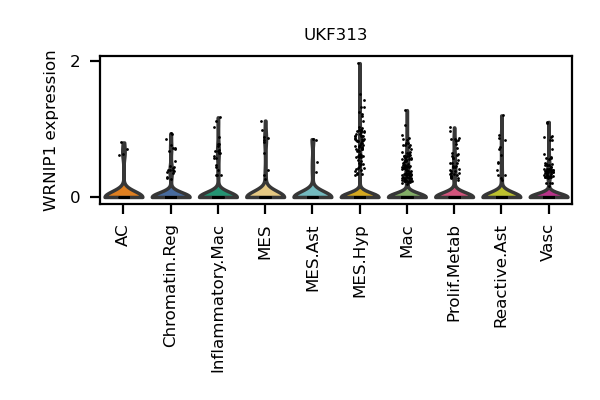 UKF313
WRNIP1 expression
2
0
AC
Chromatin.Reg
Inflammatory.Mac
MES
MES.Ast
MES.Hyp
Mac
Prolif.Metab
Reactive.Ast
Vasc